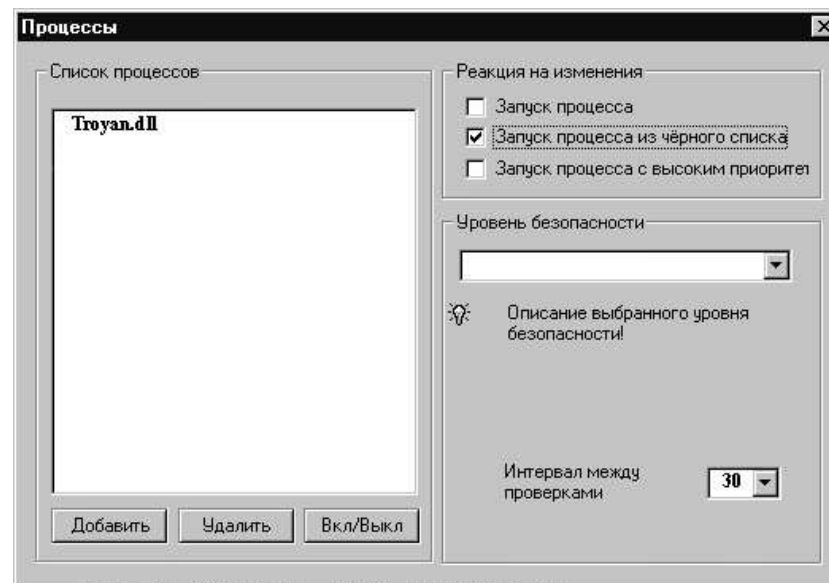 Процессы
Список процессов
Troyan.dll
Добавить
Удалить
Вкл/Выкл
Реакция на изменения
Запуск процесса
Запуск процесса из чёрного списка
Запуск процесса с высоким приоритет
Уровень безопасности
Описание выбранного уровня
безопасности!
Интервал между
проверками
30